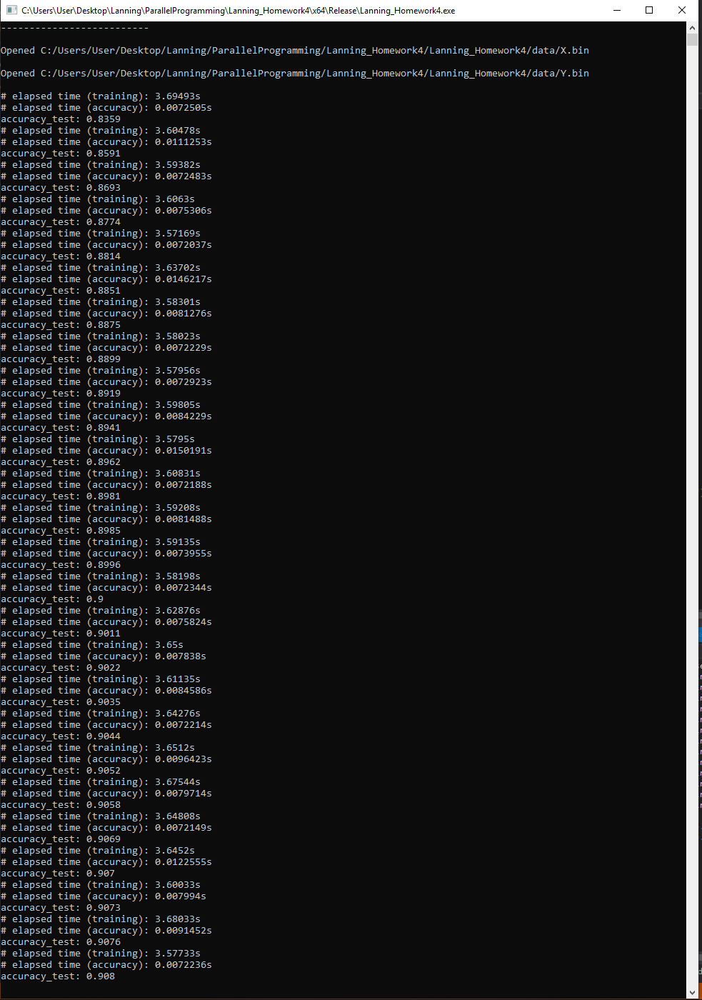 C:\Users\User\Desktop\Lanning\ParallelProgramming\Lanning_Homework4\x64\Release\Lanning_Homework4.exe
--------------------------
Opened C:/Users/User/Desktop/Lanning/ParallelProgramming/Lanning_Homework4/Lanning_Homework4/data/X.bin
Opened C:/Users/User/Desktop/Lanning/ParallelProgramming/Lanning_Homework4/Lanning_Homework4/data/Y.bin
# elapsed time (training): 3.69493s
# elapsed time (accuracy): 0.0072505s
accuracy_test: 0.8359
# elapsed time (training): 3.60478s
# elapsed time (accuracy): 0.0111253s
accuracy_test: 0.8591
# elapsed time (training): 3.59382s
# elapsed time (accuracy): 0.0072483s
accuracy_test: 0.8693
# elapsed time (training): 3.6063s
# elapsed time (accuracy): 0.0075306s
accuracy_test: 0.8774
# elapsed time (training): 3.57169s
# elapsed time (accuracy): 0.0072037s
accuracy_test: 0.8814
# elapsed time (training): 3.63702s
# elapsed time (accuracy): 0.0146217s
accuracy_test: 0.8851
# elapsed time (training): 3.58301s
# elapsed time (accuracy): 0.0081276s
accuracy_test: 0.8875
# elapsed time (training): 3.58023s
# elapsed time (accuracy): 0.0072229s
accuracy_test: 0.8899
# elapsed time (training): 3.57956s
# elapsed time (accuracy): 0.0072923s
accuracy_test: 0.8919
# elapsed time (training): 3.59805s
# elapsed time (accuracy): 0.0084229s
accuracy_test: 0.8941
# elapsed time (training): 3.5795s
# elapsed time (accuracy): 0.0150191s
accuracy_test: 0.8962
# elapsed time (training): 3.60831s
# elapsed time (accuracy): 0.0072188s
accuracy_test: 0.8981
# elapsed time (training): 3.59208s
# elapsed time (accuracy): 0.0081488s
accuracy_test: 0.8985
# elapsed time (training): 3.59135s
# elapsed time (accuracy): 0.0073955s
accuracy_test: 0.8996
# elapsed time (training): 3.58198s
# elapsed time (accuracy): 0.0072344s
accuracy_test: 0.9
# elapsed time (training): 3.62876s
# elapsed time (accuracy): 0.0075824s
accuracy_test: 0.9011
# elapsed time (training): 3.65s
# elapsed time (accuracy): 0.007838s
accuracy_test: 0.9022
# elapsed time (training): 3.61135s
# elapsed time (accuracy): 0.0084586s
accuracy_test: 0.9035
# elapsed time (training): 3.64276s
# elapsed time (accuracy): 0.0072214s
accuracy_test: 0.9044
# elapsed time (training): 3.6512s
# elapsed time (accuracy): 0.0096423s
accuracy_test: 0.9052
# elapsed time (training): 3.67544s
# elapsed time (accuracy): 0.0079714s
accuracy_test: 0.9058
# elapsed time (training): 3.64808s
# elapsed time (accuracy): 0.0072149s
accuracy_test: 0.9069
# elapsed time (training): 3.6452s
# elapsed time (accuracy): 0.0122555s
accuracy_test: 0.907
# elapsed time (training): 3.60033s
# elapsed time (accuracy): 0.007994s
accuracy_test: 0.9073
# elapsed time (training): 3.68033s
# elapsed time (accuracy): 0.0091452s
accuracy_test: 0.9076
# elapsed time (training): 3.57733s
# elapsed time (accuracy): 0.0072236s
accuracy_test: 0.908